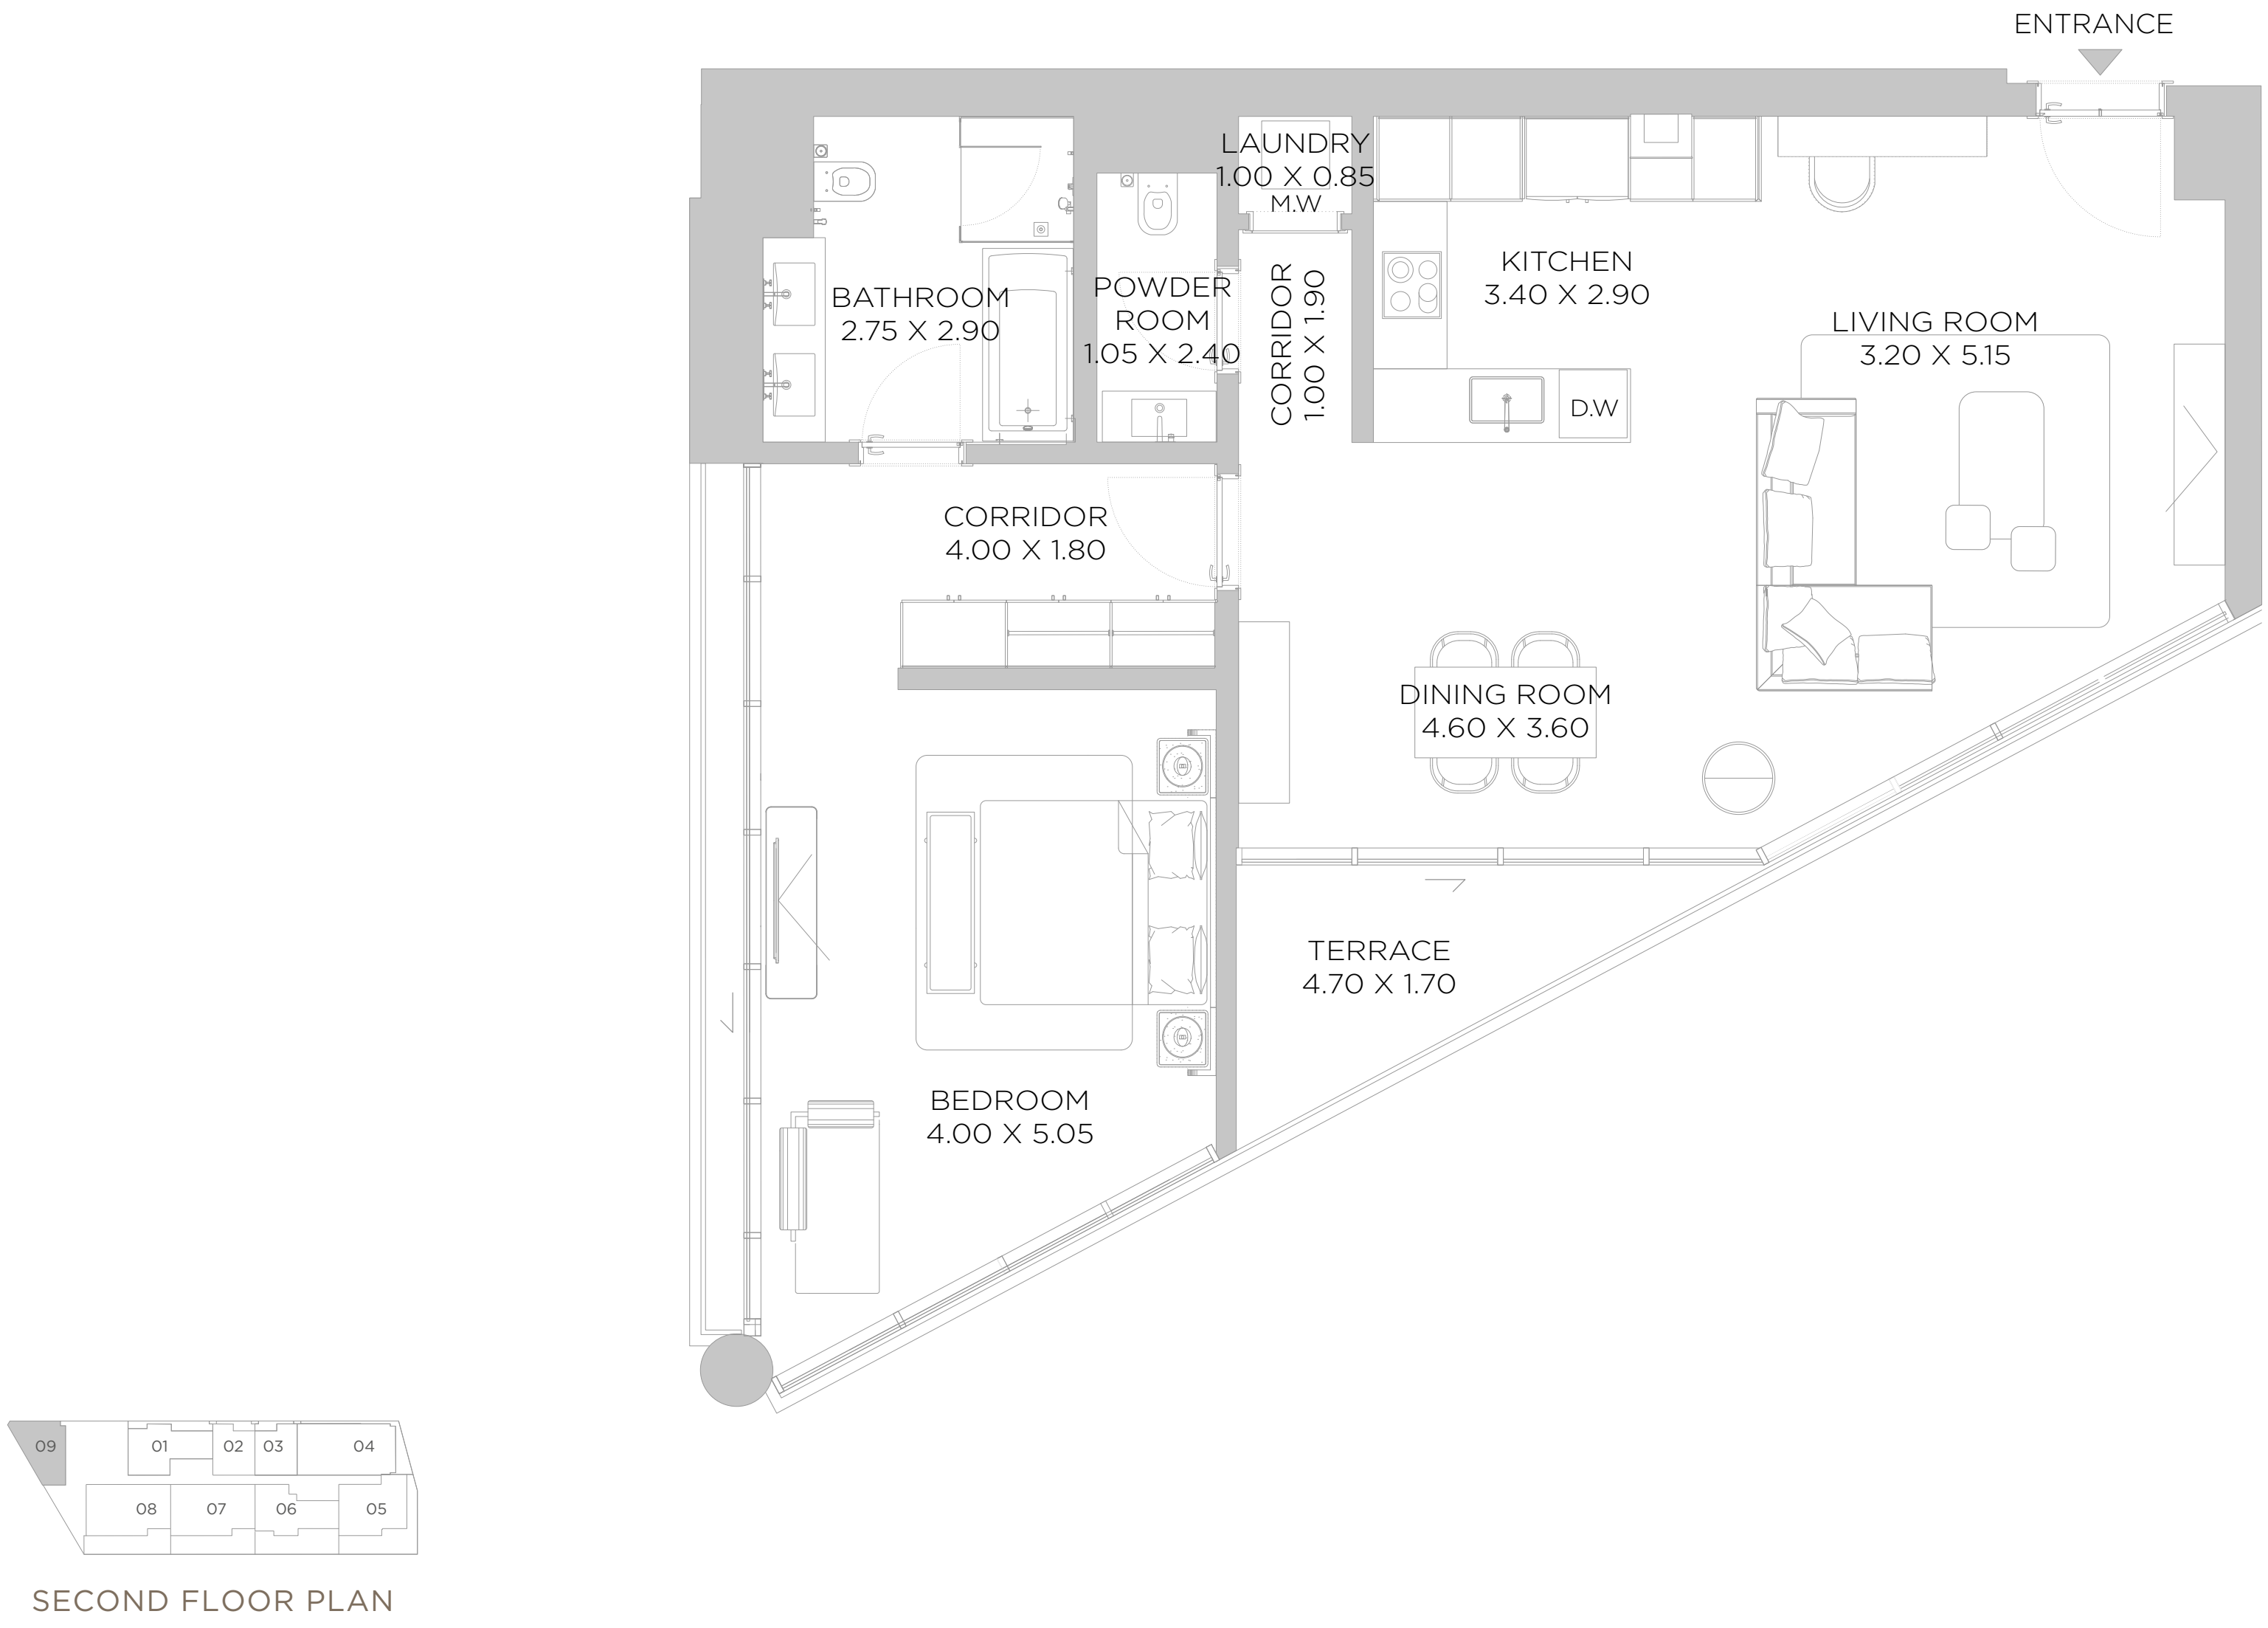 ENTRANCE
LAUNDRY
1.00 X 0.85
M.W
KITCHEN
3.40 X 2.90
LIVING ROOM
3.20 X 5.15
BATHROOM
2.75 X 2.90
POWDER
ROOM
1.05 X 2.40
CORRIDOR
1.00 X 1.90
D.W
CORRIDOR
4.00 X 1.80
DINING ROOM
4.60 X 3.60
TERRACE
4.70 X 1.70
BEDROOM
4.00 X 5.05
09
01
02
03
04
08
07
06
05
SECOND FLOOR PLAN